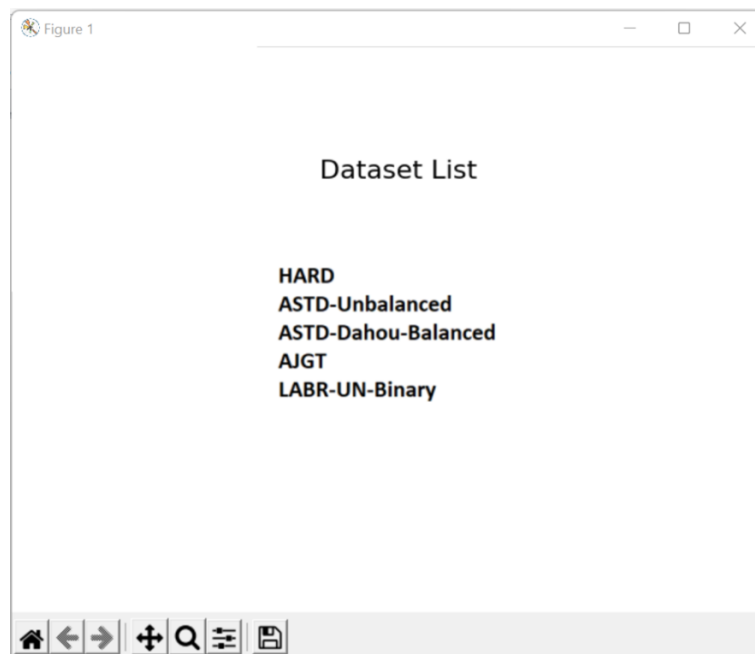 Figure 1
Dataset List
HARD
ASTD-Unbalanced
ASTD-Dahou-Balanced
AJGT
LABR-UN-Binary